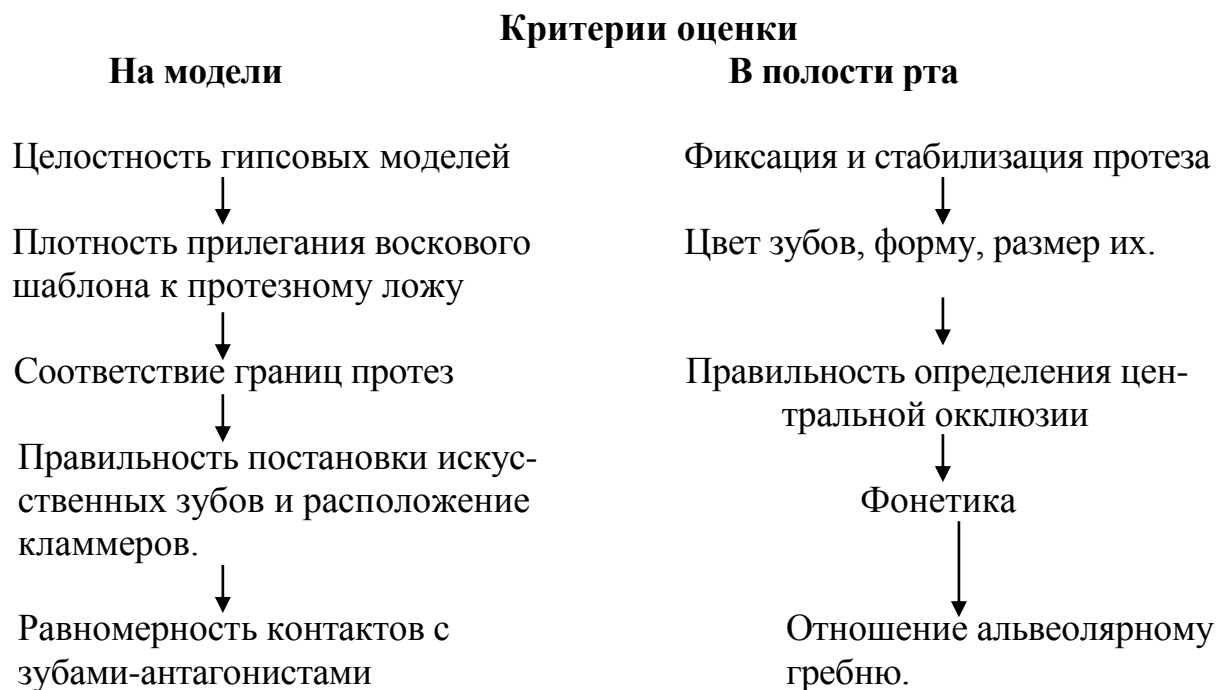 Критерии оценки
На модели
В полости рта
Целостность гипсовых моделей
Плотность прилегания воскового
шаблона к протезному ложу
Соответствие границ протез
Правильность постановки искус-
ственных зубов и расположение
кламмеров.
Равномерность контактов с
зубами-антагонистами
Фиксация и стабилизация протеза
Цвет зубов, форму, размер их.
Правильность определения цен-
тральной окклюзии
Фонетика
Отношение альвеолярному
гребню.